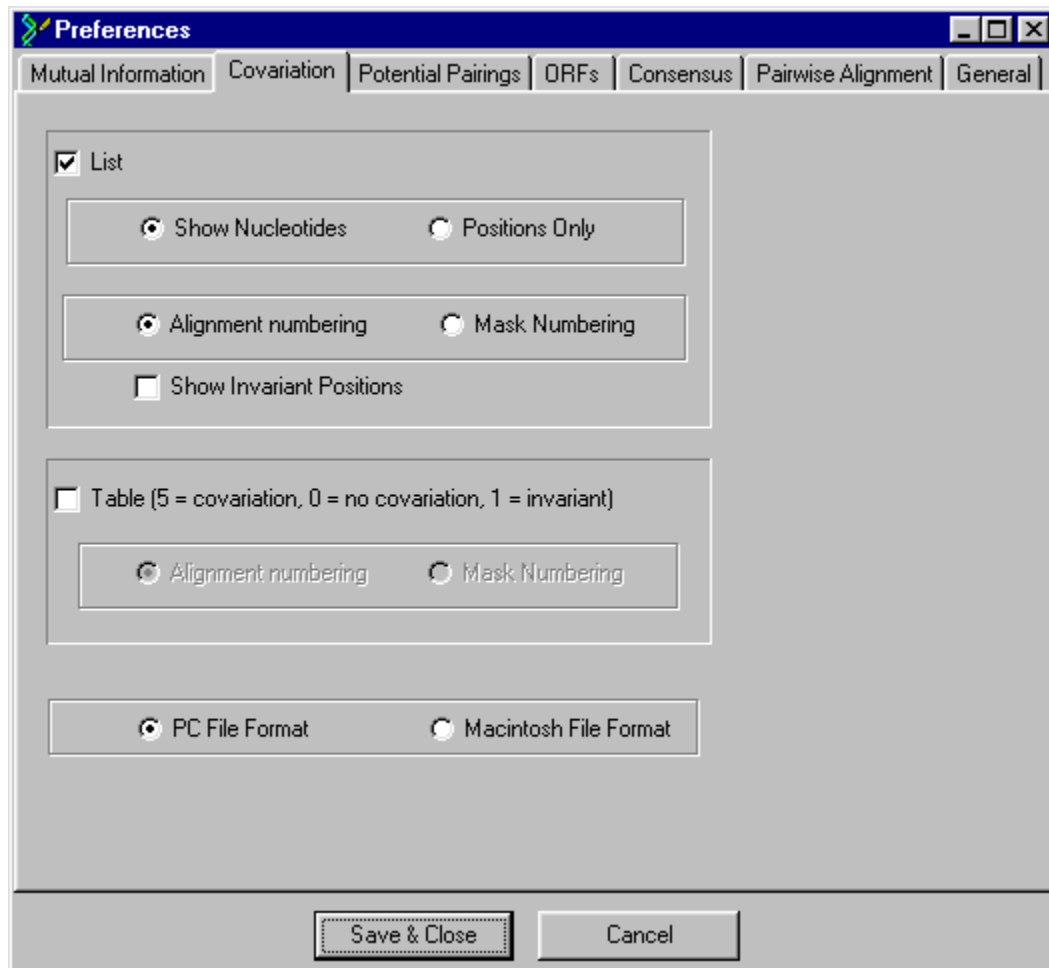 Preferences
Mutual Information Covariation Potential Pairings ORFs Consensus Pairwise Alignment General
List
Show Nucleotides Positions Only
Alignment numbering Mask Numbering
Show Invariant Positions
Table (5 = covariation, 0 = no covariation, 1 = invariant)
Alignment numbering Mask Numbering
PC File Format Macintosh File Format
Save & Close Cancel